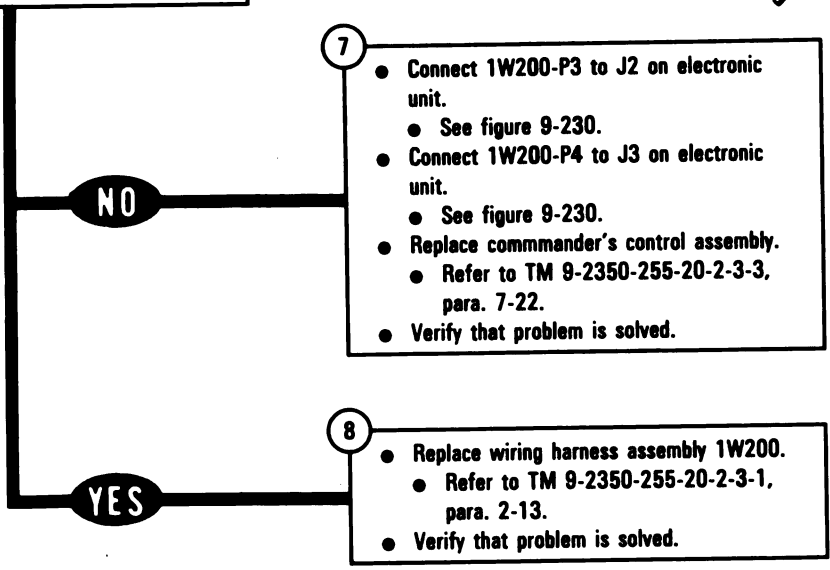 7
● Connect 1W200-P3 to J2 on electronic
unit.
● See figure 9-230.
● Connect 1W200-P4 to J3 on electronic
unit.
● See figure 9-230.
● Replace commmander's control assembly.
● Refer to TM 9-2350-255-20-2-3-3,
para. 7-22.
● Verify that problem is solved.
NO
8
● Replace wiring harness assembly 1W200.
● Refer to TM 9-2350-255-20-2-3-1,
para. 2-13.
● Verify that problem is solved.
YES